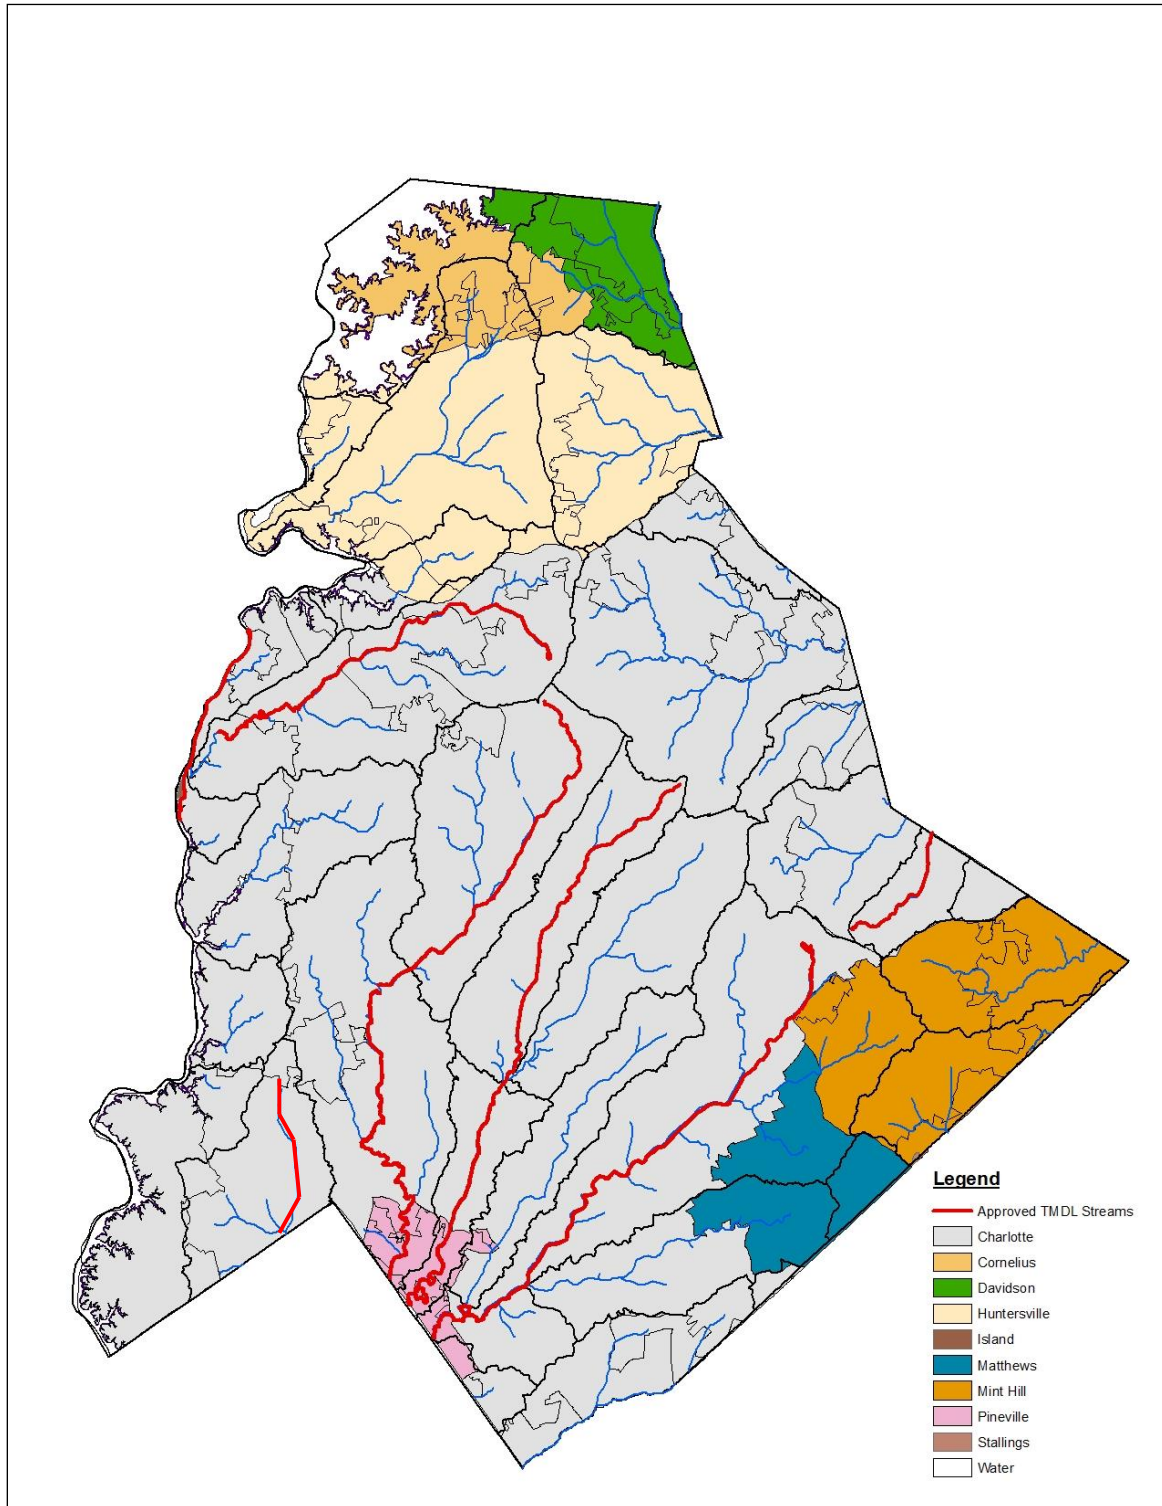 Legend
Approved TMDL Streams
Charlotte
Cornelius
Davidson
Huntersville
Island
Matthews
Mint Hill
Pineville
Stallings
Water